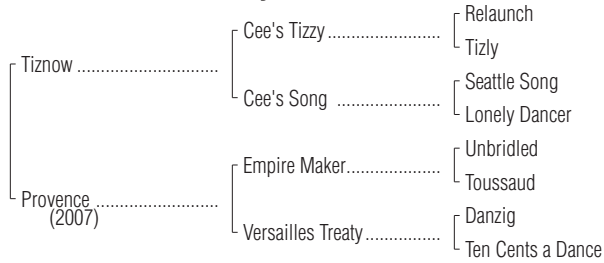 Relaunch
Cee's Tizzy
Tizly
Tiznow
Seattle Song
Cee's Song
Lonely Dancer
Unbridled
Empire Maker
Toussaud
Provence
(2007)
Danzig
Versailles Treaty
Ten Cents a Dance